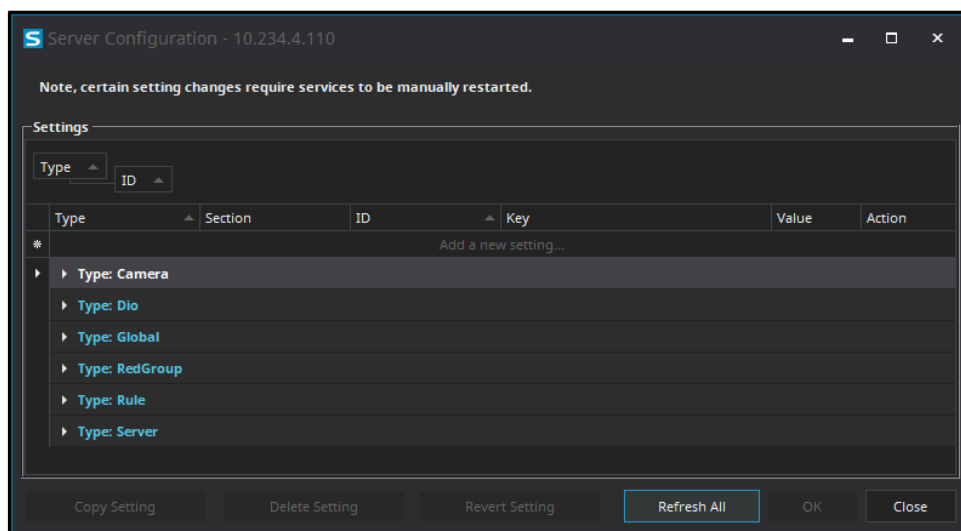 S Server Configuration - 10.234.4.110
Note, certain setting changes require services to be manually restarted.
Settings
Type
ID
Type Section ID Key Value Action
Add a new setting...
Type: Camera
Type: Dio
Type: Global
Type: RedGroup
Type: Rule
Type: Server
Copy Setting Delete Setting Revert Setting Refresh All OK Close